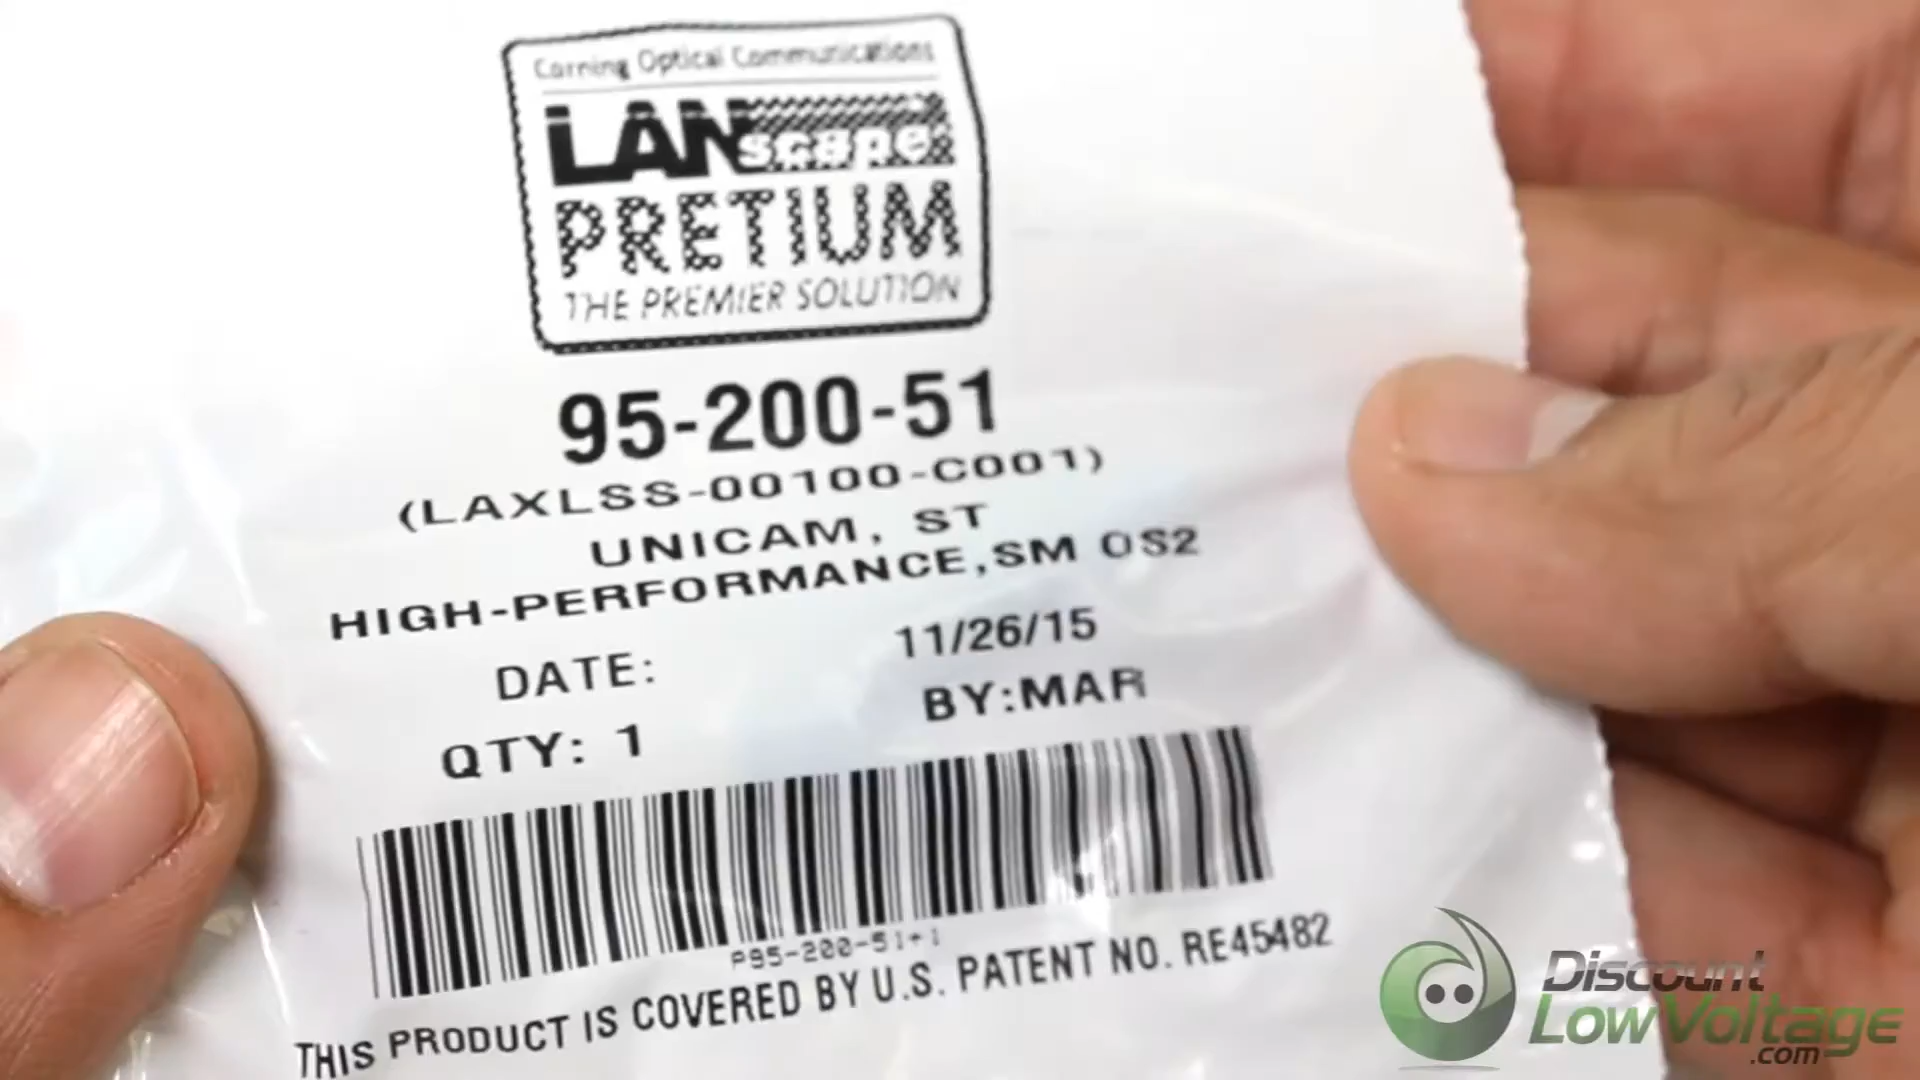 Corning Optical Communications
LANscape
PRETIUM
THE PREMIER SOLUTION
95-200-51
(LAXLSS-00100-C001)
UNICAM, ST
HIGH-PERFORMANCE,SM OS2
DATE: 11/26/15
QTY: 1 BY:MAR
P95-200-51+1
THIS PRODUCT IS COVERED BY U.S. PATENT NO. RE45482
Discount
LowVoltage
.com